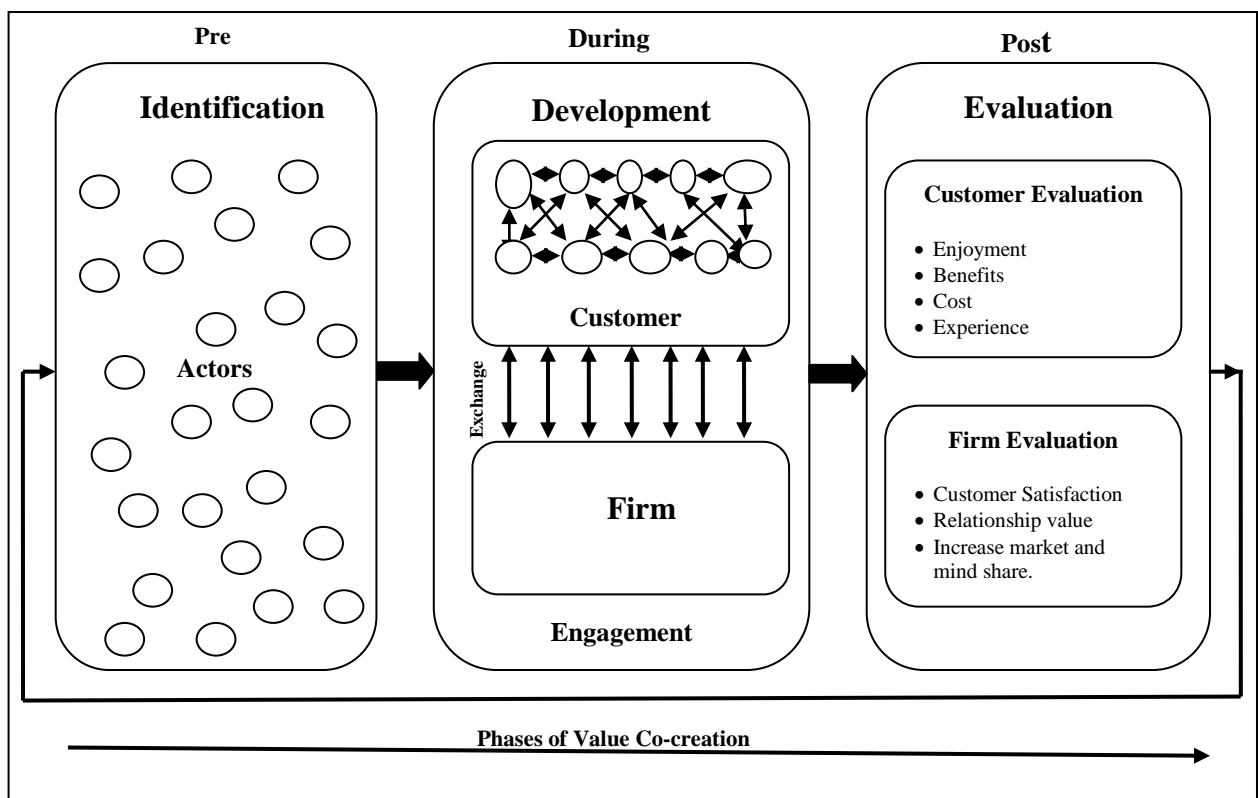 Pre
Identification
Actors
During
Development
Customer
Exchange
Firm
Engagement
Post
Evaluation
Customer Evaluation
• Enjoyment
• Benefits
• Cost
• Experience
Firm Evaluation
• Customer Satisfaction
• Relationship value
• Increase market and
mind share.
Phases of Value Co-creation